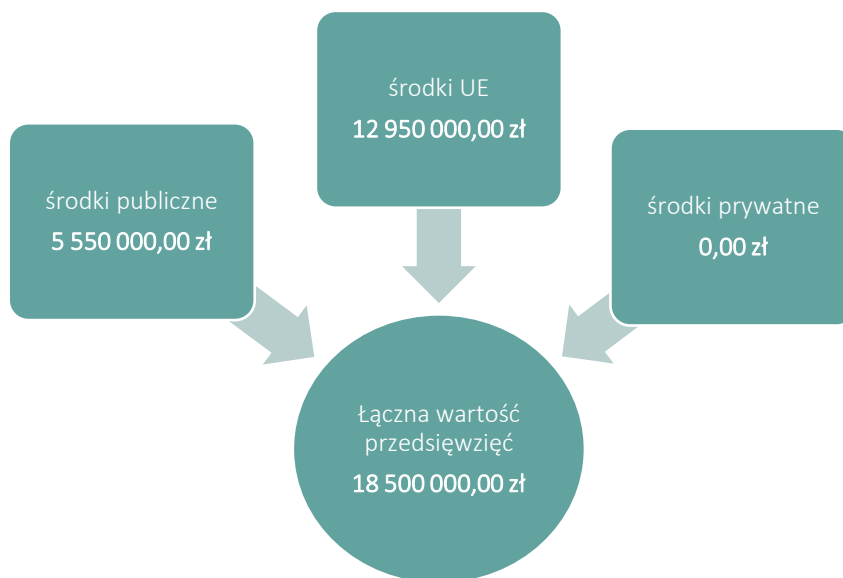 środki UE
12 950 000,00 zł
środki publiczne
5 550 000,00 zł
środki prywatne
0,00 zł
Łączna wartość
przedsięwzięć
18 500 000,00 zł